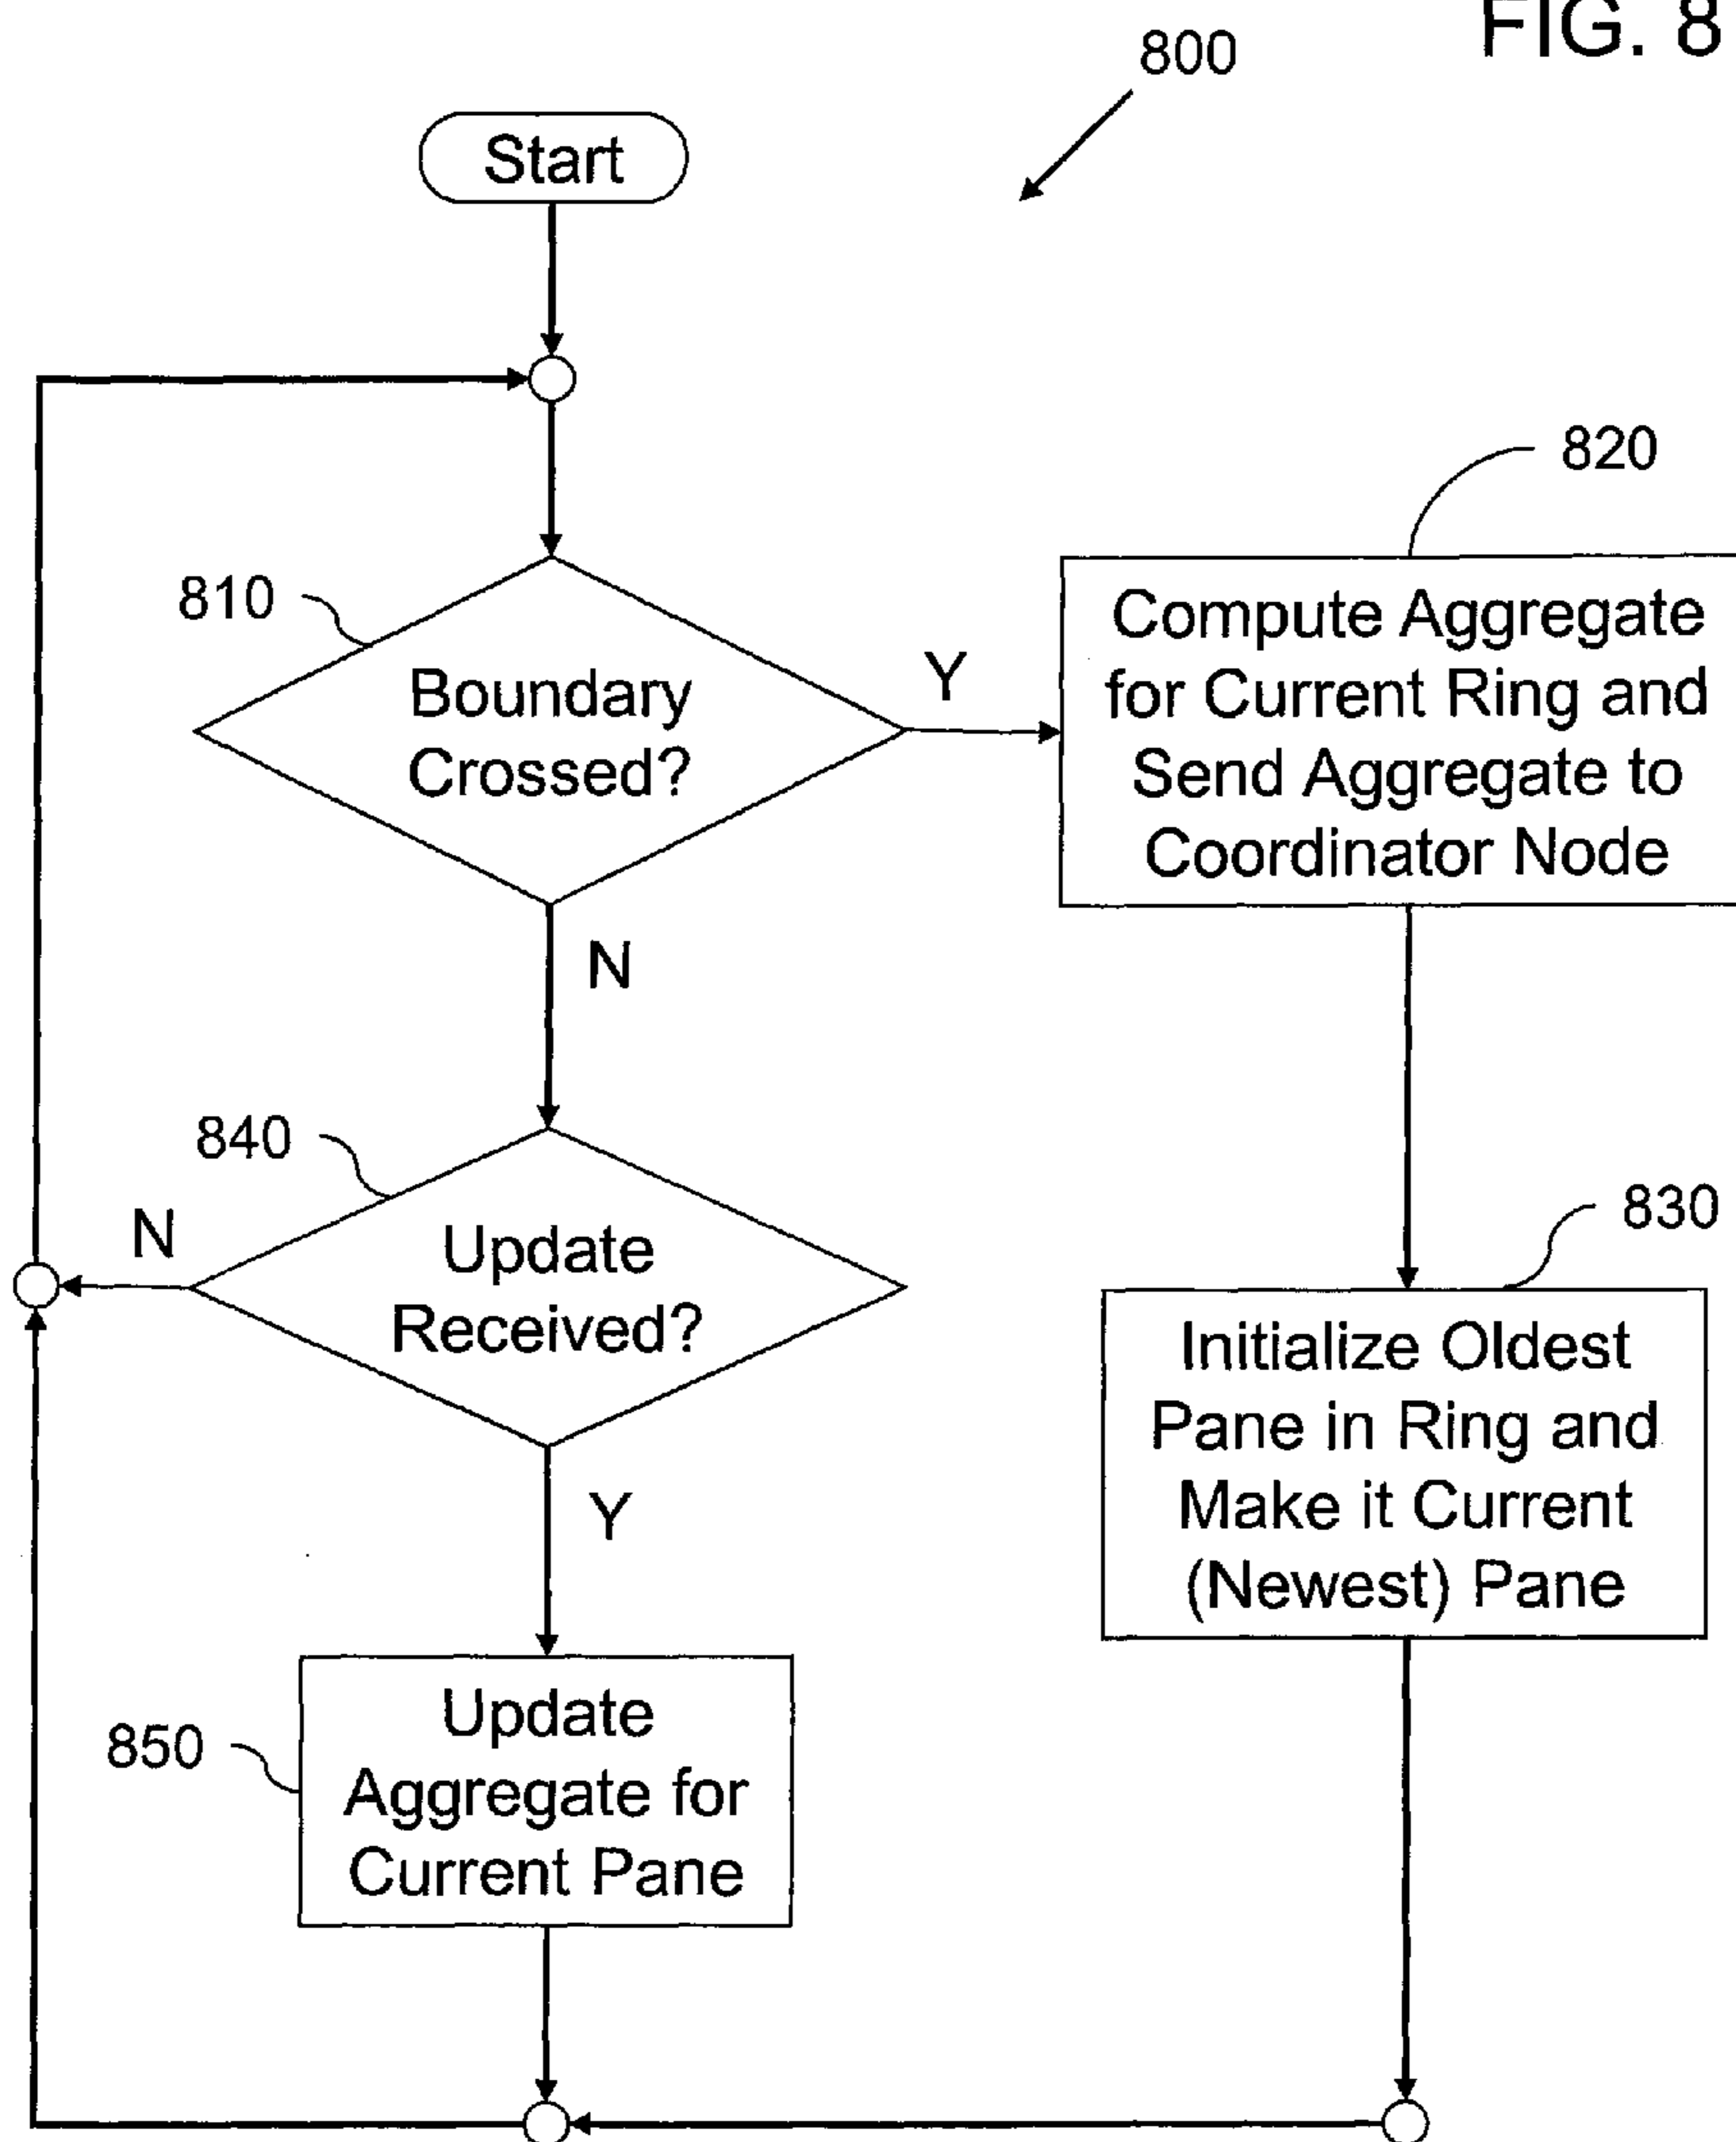 FIG. 8
800
Start
820
810
Boundary
Crossed?
Y
Compute Aggregate
for Current Ring and
Send Aggregate to
Coordinator Node
N
840
Update
Received?
N
830
Initialize Oldest
Pane in Ring and
Make it Current
(Newest) Pane
Y
850
Update
Aggregate for
Current Pane